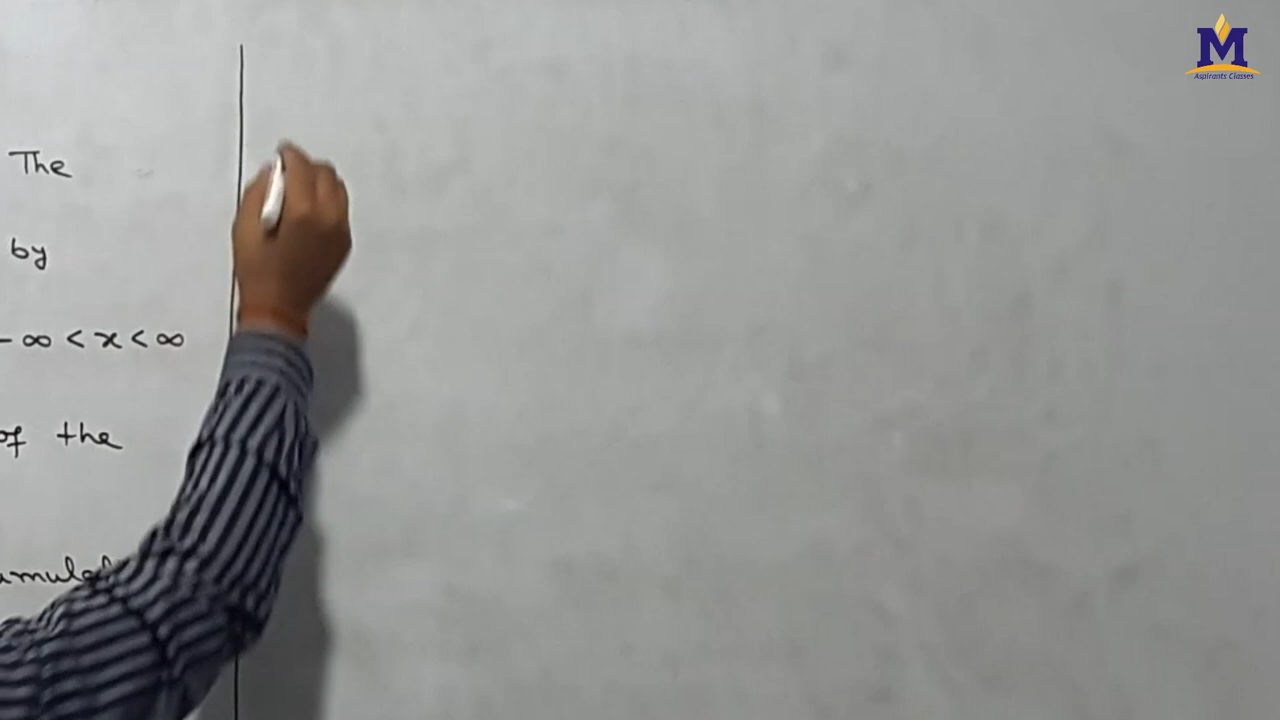 The
by
- ∞ < x < ∞
of the
M
Aspirants Classes